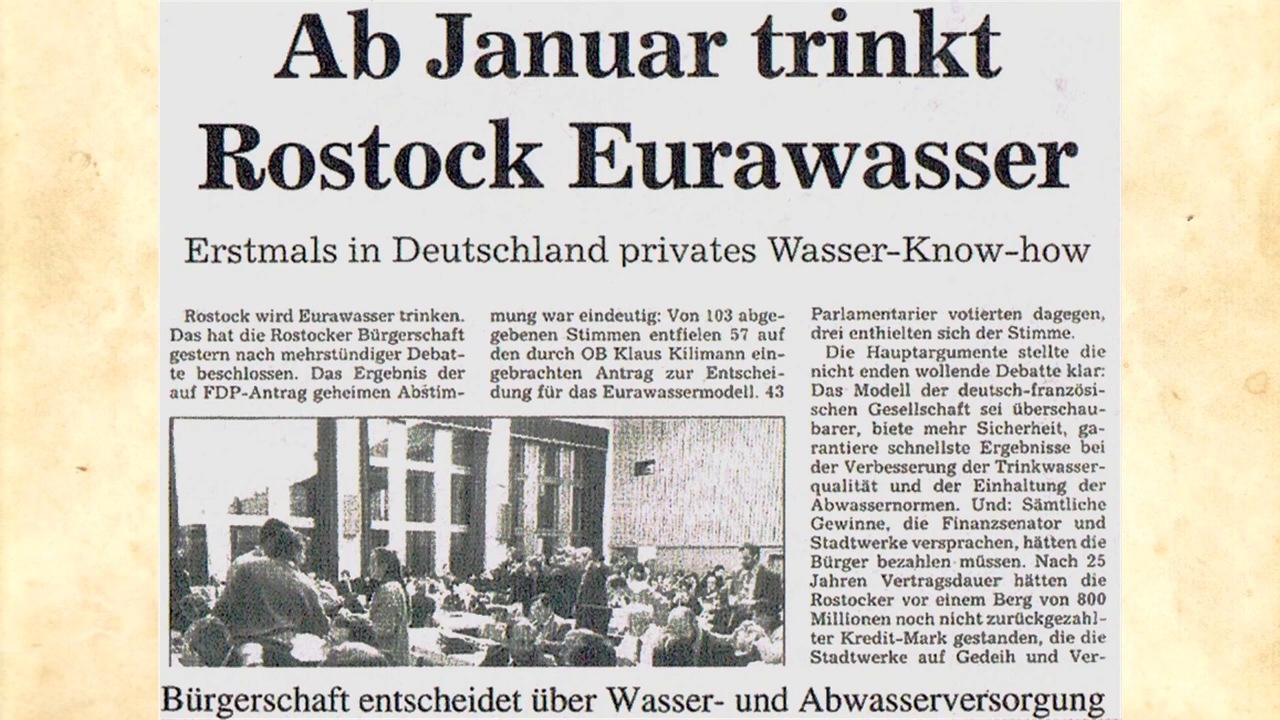 Ab Januar trinkt
Rostock Eurawasser
Erstmals in Deutschland privates Wasser-Know-how
Rostock wird Eurawasser trinken.
Das hat die Rostocker Bürgerschaft
gestern nach mehrstündiger Debat-
te beschlossen. Das Ergebnis der
auf FDP-Antrag geheimen Abstim-
mung war eindeutig: Von 103 abge-
gebenen Stimmen entfielen 57 auf
den durch OB Klaus Kilimann ein-
gebrachten Antrag zur Entschei-
dung für das Eurawassermodell. 43
Parlamentarier votierten dagegen,
drei enthielten sich der Stimme.
Die Hauptargumente stellte die
nicht enden wollende Debatte klar:
Das Modell der deutsch-französi-
schen Gesellschaft sei überschau-
barer, biete mehr Sicherheit, ga-
rantiere schnellste Ergebnisse bei
der Verbesserung der Trinkwasser-
qualität und der Einhaltung der
Abwassernormen. Und: Sämtliche
Gewinne, die Finanzsenator und
Stadtwerke versprachen, hätten die
Bürger bezahlen müssen. Nach 25
Jahren Vertragsdauer hätten die
Rostocker vor einem Berg von 800
Millionen noch nicht zurückgezahl-
ter Kredit-Mark gestanden, die die
Stadtwerke auf Gedeih und Ver-
Bürgerschaft entscheidet über Wasser- und Abwasserversorgung